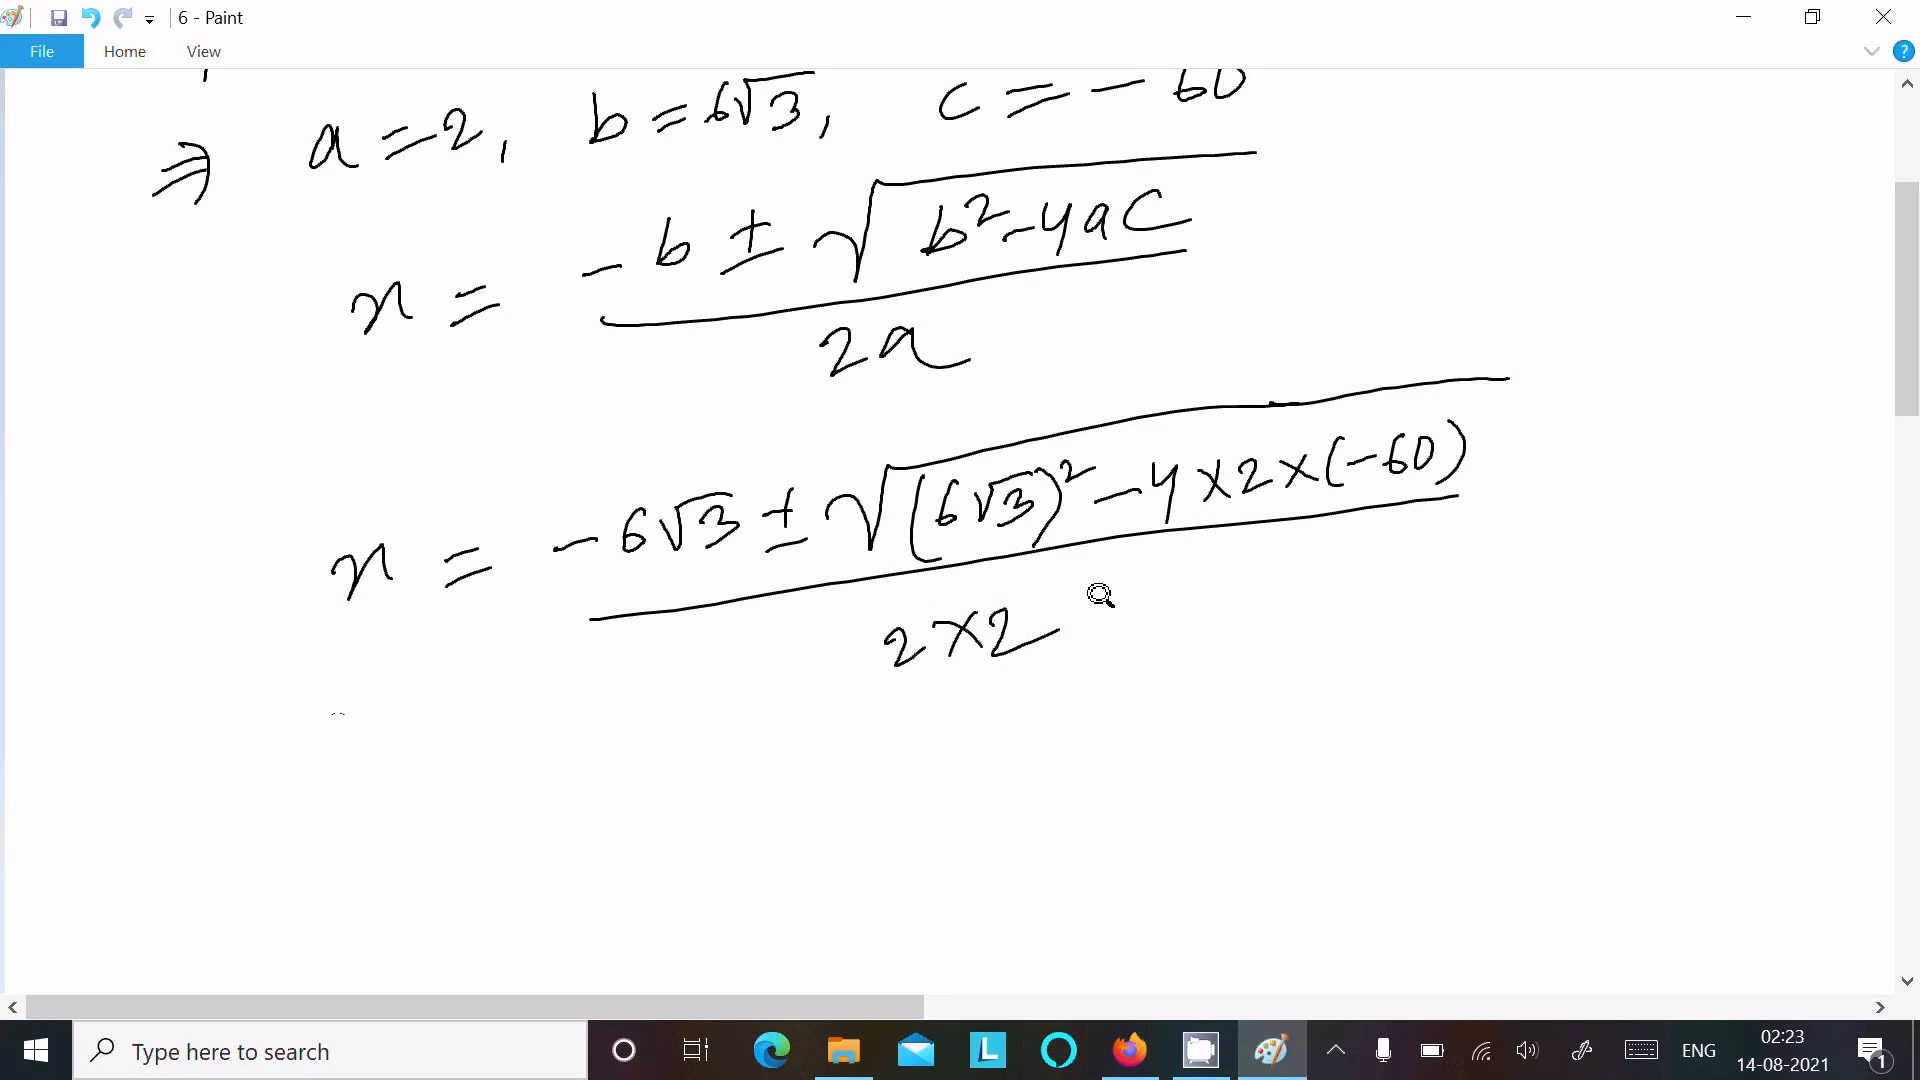 6 - Paint
File Home View
⇒ a = 2, b = 6√3, c = - 60
x = -b ± √(b² - 4ac) / 2a
x = -6√3 ± √((6√3)² - 4 × 2 × (-60)) / 2 × 2
Type here to search
ENG
02:23
14-08-2021
1